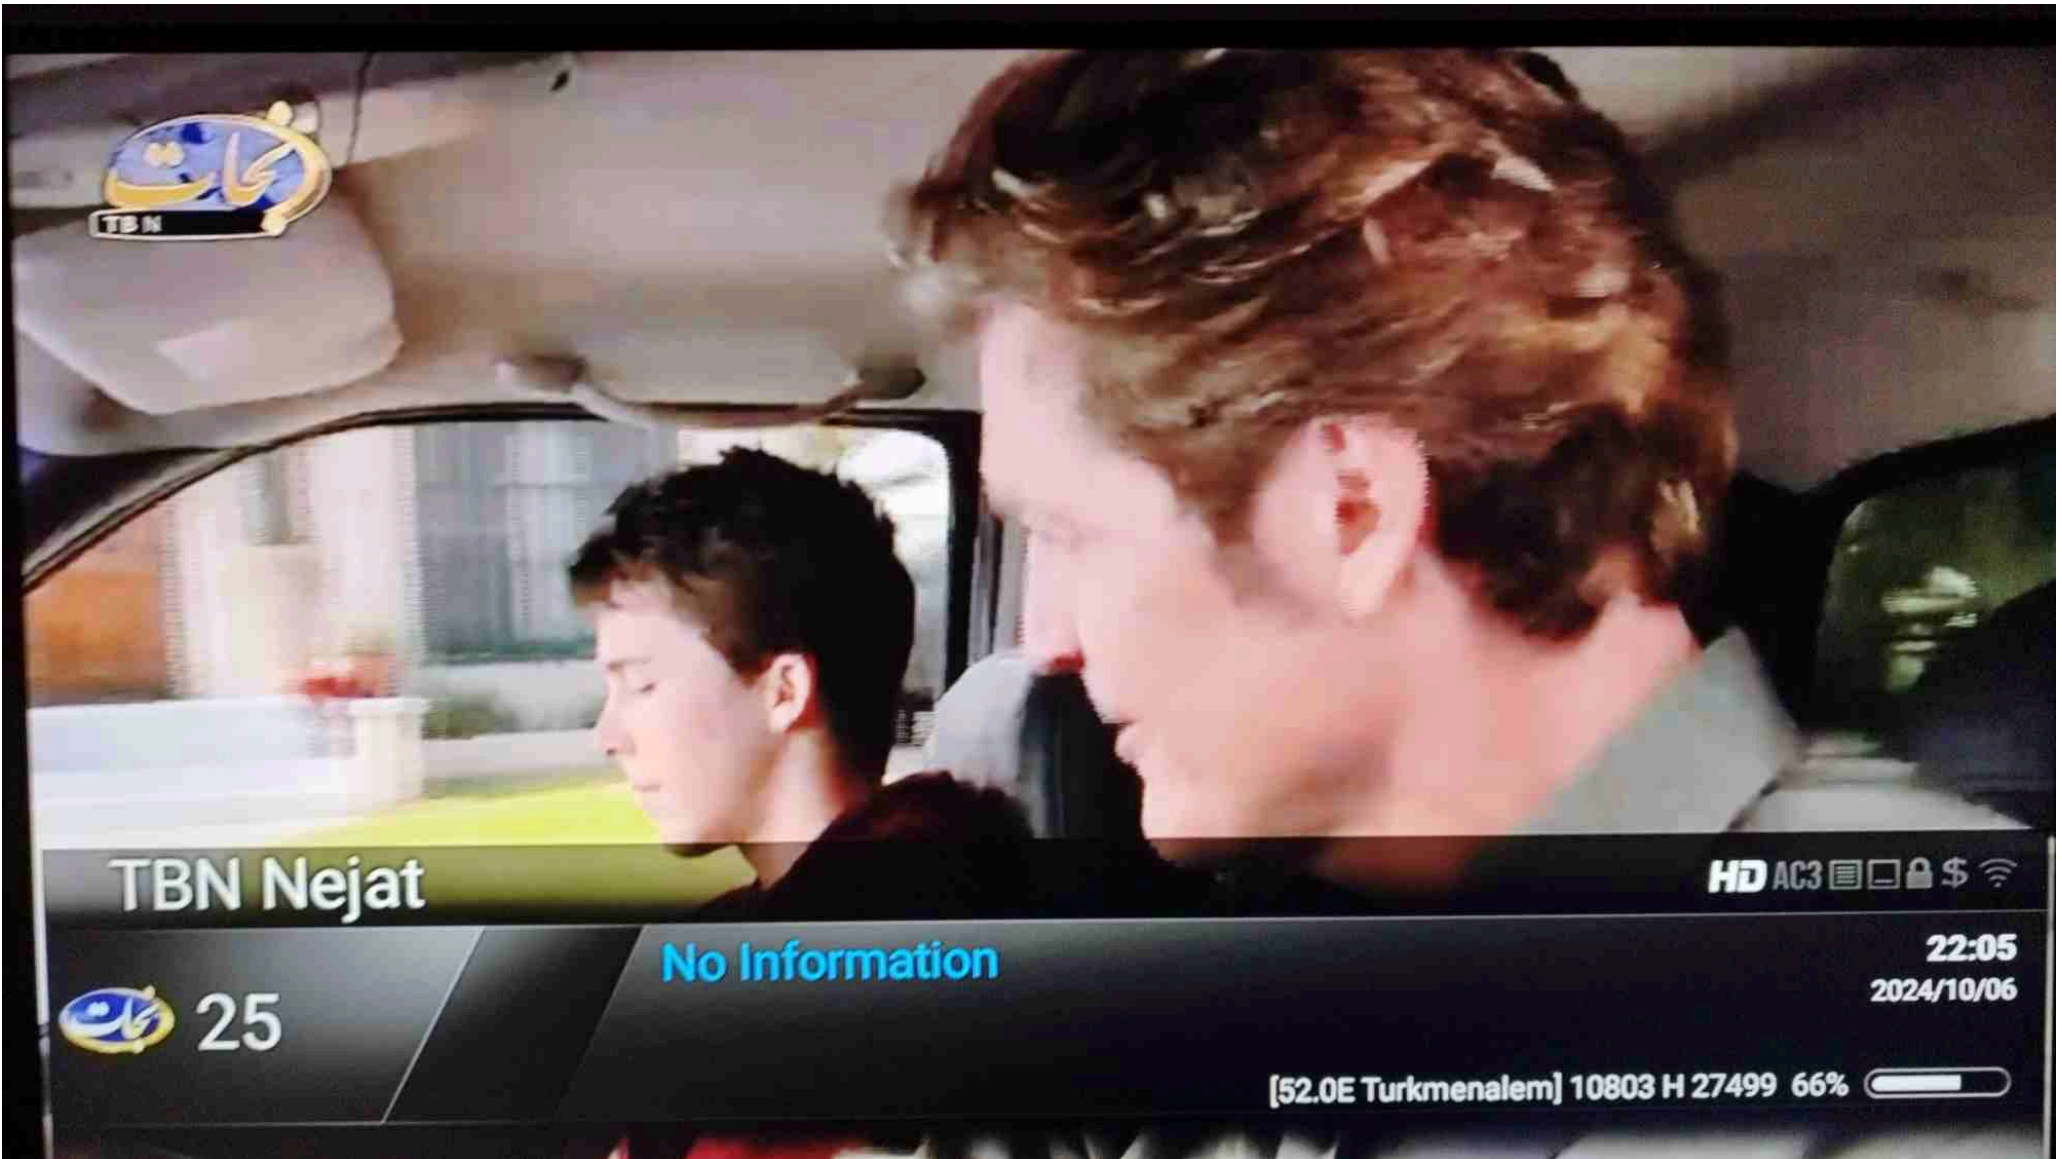 نجات
TBN
TBN Nejat
HD AC3 $
No Information
22:05
2024/10/06
نجات 25
[52.0E Turkmenalem] 10803 H 27499 66%